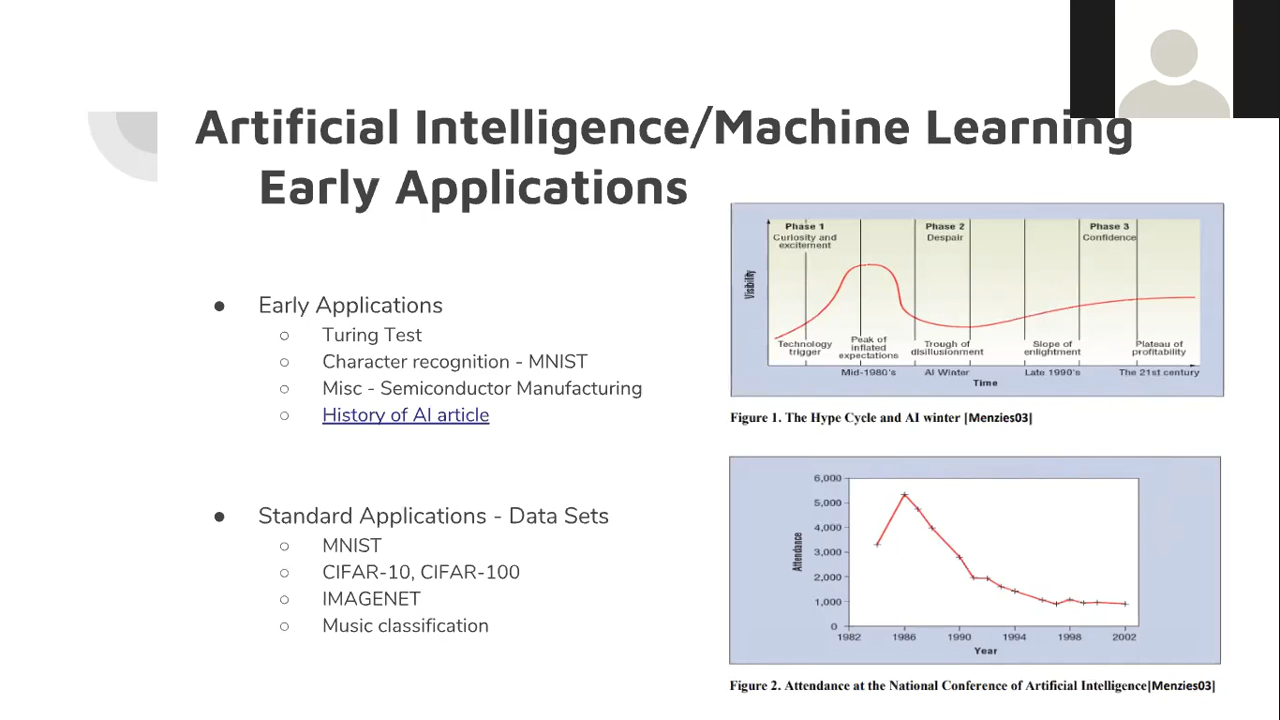 Artificial Intelligence/Machine Learning
Early Applications
● Early Applications
○ Turing Test
○ Character recognition - MNIST
○ Misc - Semiconductor Manufacturing
○ History of AI article
● Standard Applications - Data Sets
○ MNIST
○ CIFAR-10, CIFAR-100
○ IMAGENET
○ Music classification
Phase 1
Curiosity and
excitement
Phase 2
Despair
Phase 3
Confidence
Visibility
Technology
trigger
Peak of
inflated
expectations
Trough of
disillusionment
Slope of
enlightment
Plateau of
profitability
Mid-1980's
AI Winter
Late 1990's
The 21st century
Time
Figure 1. The Hype Cycle and AI winter [Menzies03]
6,000
5,000
4,000
3,000
2,000
1,000
0
Attendance
1982 1986 1990 1994 1998 2002
Year
Figure 2. Attendance at the National Conference of Artificial Intelligence[Menzies03]